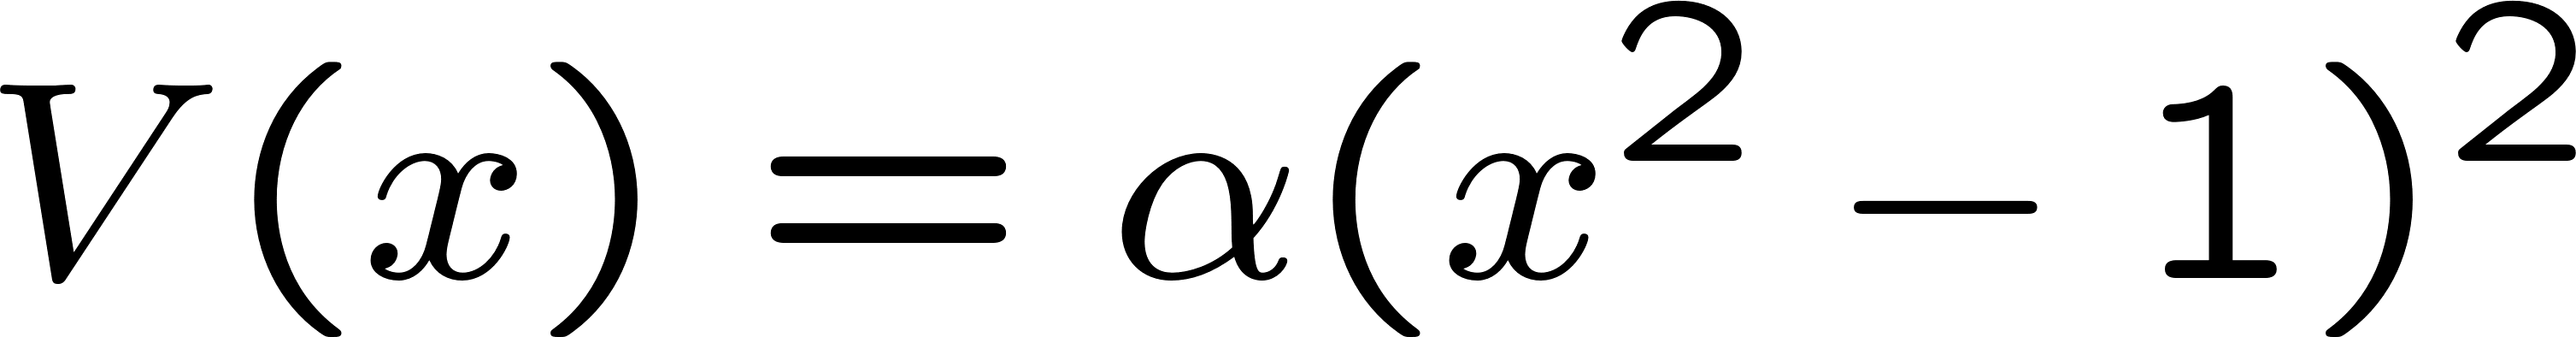 V(x) = α(x² − 1)²